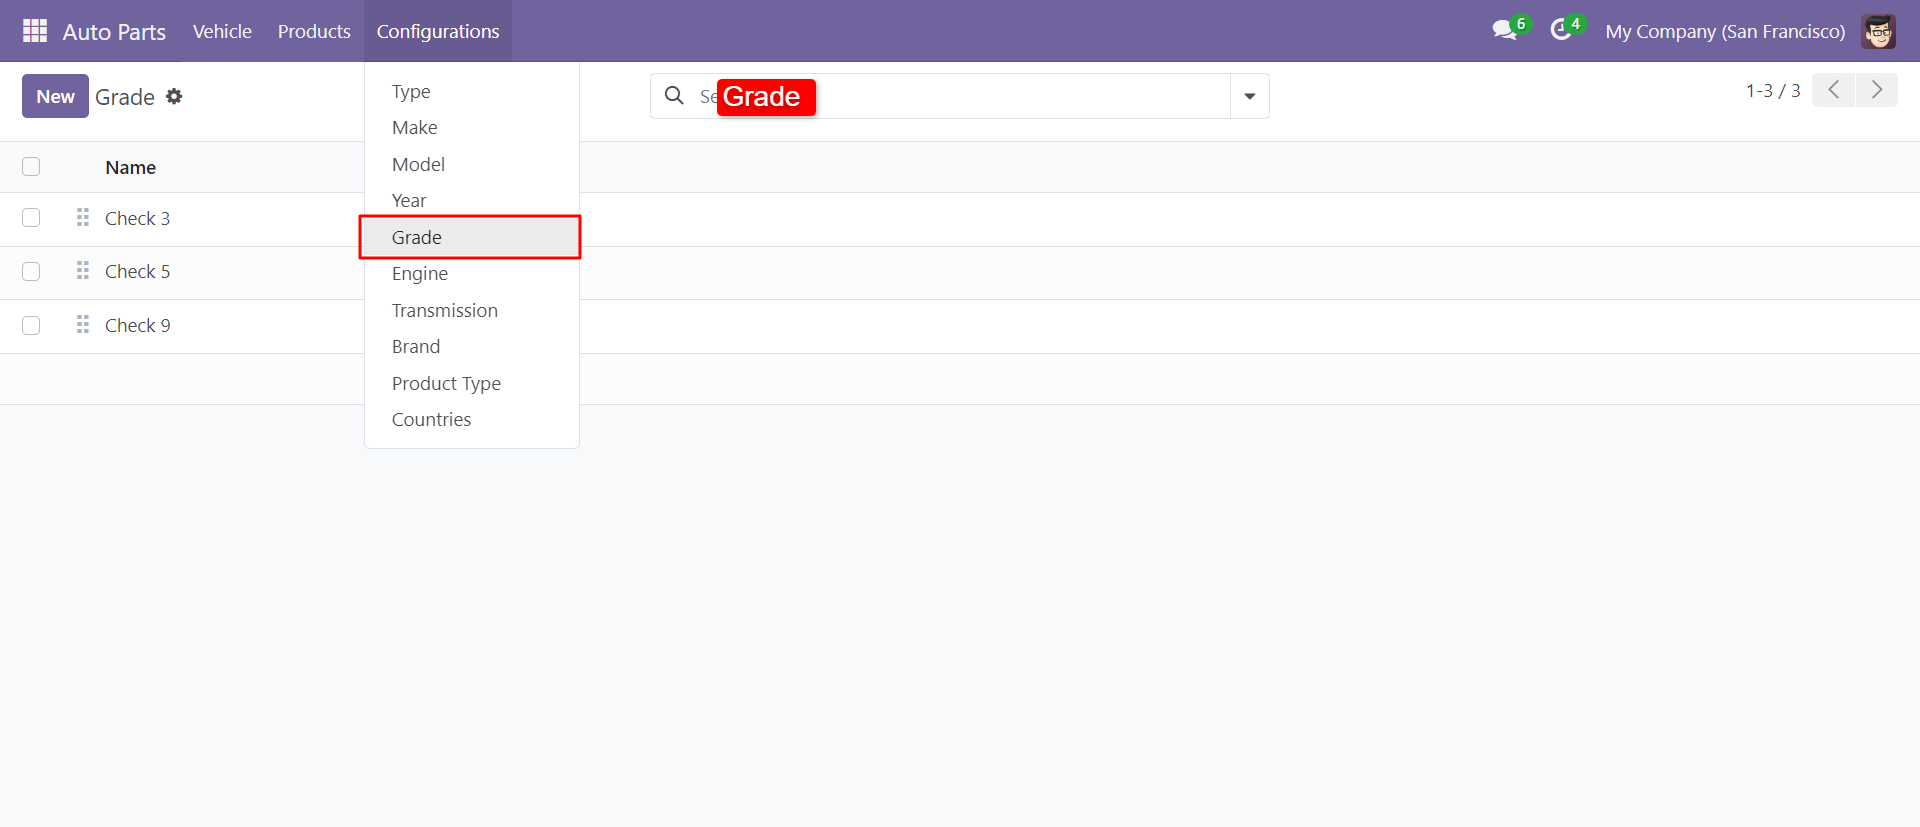 Auto Parts Vehicle Products Configurations 6 4 My Company (San Francisco)
New Grade Grade 1-3 / 3
Type
Make
Model
Year
Grade
Engine
Transmission
Brand
Product Type
Countries
Name
Check 3
Check 5
Check 9